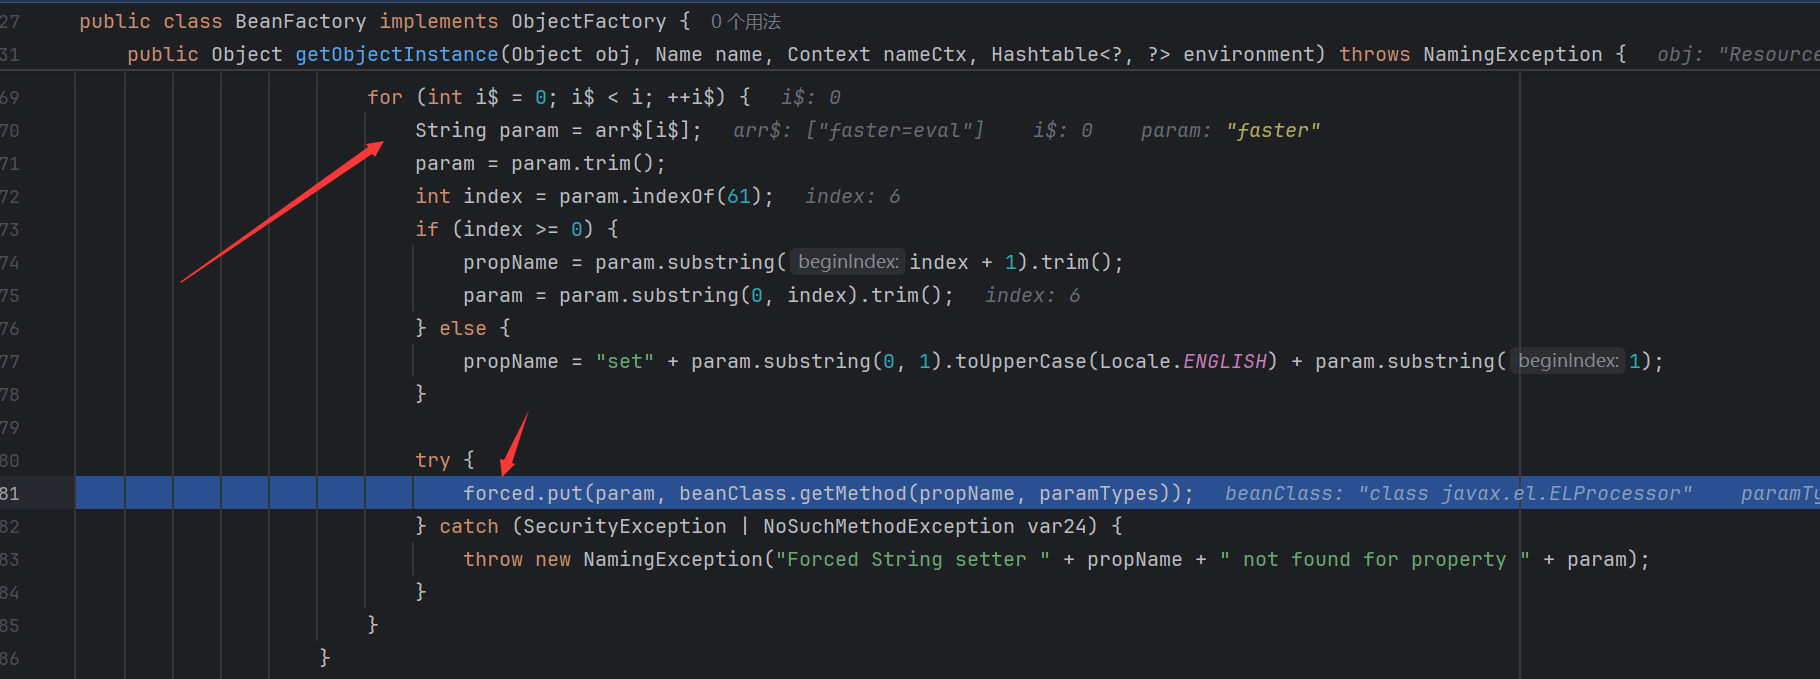 27 public class BeanFactory implements ObjectFactory { 0 个用法
31 public Object getObjectInstance(Object obj, Name name, Context nameCtx, Hashtable<?, ?> environment) throws NamingException { obj: "Resource
69 for (int i$ = 0; i$ < i; ++i$) { i$: 0
70 String param = arr$[i$]; arr$: ["faster=eval"] i$: 0 param: "faster"
71 param = param.trim();
72 int index = param.indexOf(61); index: 6
73 if (index >= 0) {
74 propName = param.substring( beginIndex: index + 1).trim();
75 param = param.substring(0, index).trim(); index: 6
76 } else {
77 propName = "set" + param.substring(0, 1).toUpperCase(Locale.ENGLISH) + param.substring( beginIndex: 1);
78 }
79
80 try {
81 forced.put(param, beanClass.getMethod(propName, paramTypes)); beanClass: "class javax.el.ELProcessor" paramTy
82 } catch (SecurityException | NoSuchMethodException var24) {
83 throw new NamingException("Forced String setter " + propName + " not found for property " + param);
84 }
85 }
86 }